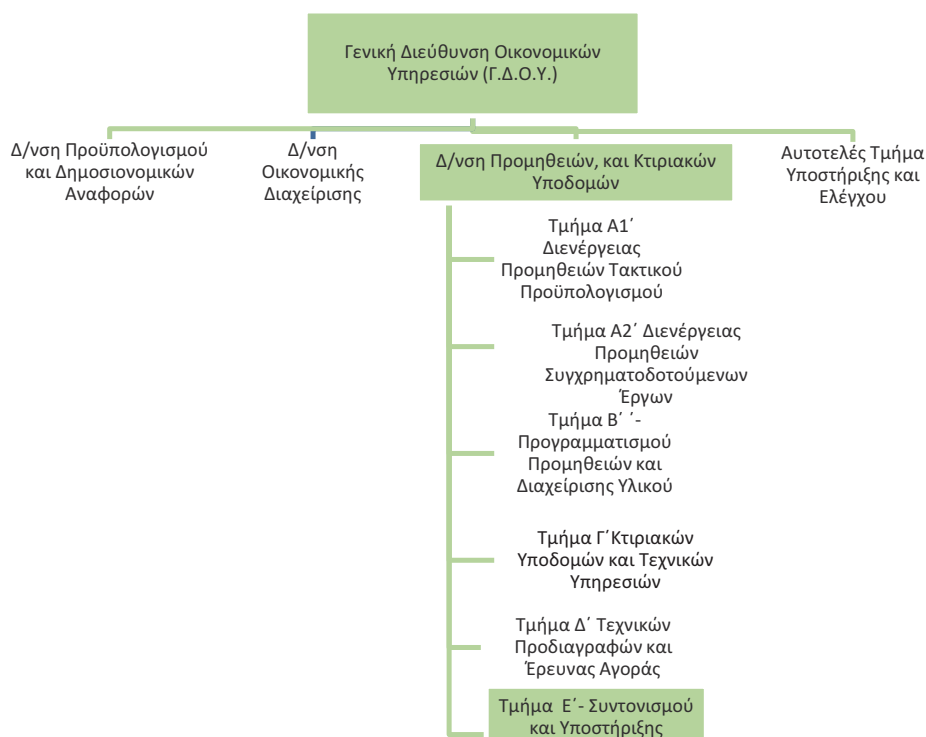 Γενική Διεύθυνση Οικονομικών
Υπηρεσιών (Γ.Δ.Ο.Υ.)
Δ/νση Προϋπολογισμού
και Δημοσιονομικών
Αναφορών
Δ/νση
Οικονομικής
Διαχείρισης
Δ/νση Προμηθειών, και Κτιριακών
Υποδομών
Αυτοτελές Τμήμα
Υποστήριξης και
Ελέγχου
Τμήμα Α1΄
Διενέργειας
Προμηθειών Τακτικού
Προϋπολογισμού
Τμήμα Α2΄ Διενέργειας
Προμηθειών
Συγχρηματοδοτούμενων
Έργων
Τμήμα Β΄ ΄-
Προγραμματισμού
Προμηθειών και
Διαχείρισης Υλικού
Τμήμα Γ΄Κτιριακών
Υποδομών και Τεχνικών
Υπηρεσιών
Τμήμα Δ΄ Τεχνικών
Προδιαγραφών και
Έρευνας Αγοράς
Τμήμα Ε΄- Συντονισμού
και Υποστήριξης